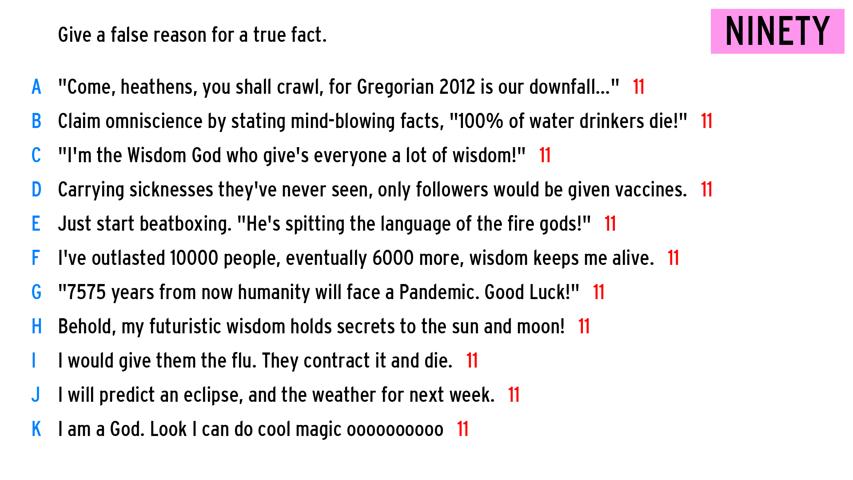 Give a false reason for a true fact.
NINETY
A "Come, heathens, you shall crawl, for Gregorian 2012 is our downfall..." 11
B Claim omniscience by stating mind-blowing facts, "100% of water drinkers die!" 11
C "I'm the Wisdom God who give's everyone a lot of wisdom!" 11
D Carrying sicknesses they've never seen, only followers would be given vaccines. 11
E Just start beatboxing. "He's spitting the language of the fire gods!" 11
F I've outlasted 10000 people, eventually 6000 more, wisdom keeps me alive. 11
G "7575 years from now humanity will face a Pandemic. Good Luck!" 11
H Behold, my futuristic wisdom holds secrets to the sun and moon! 11
I I would give them the flu. They contract it and die. 11
J I will predict an eclipse, and the weather for next week. 11
K I am a God. Look I can do cool magic oooooooooo 11